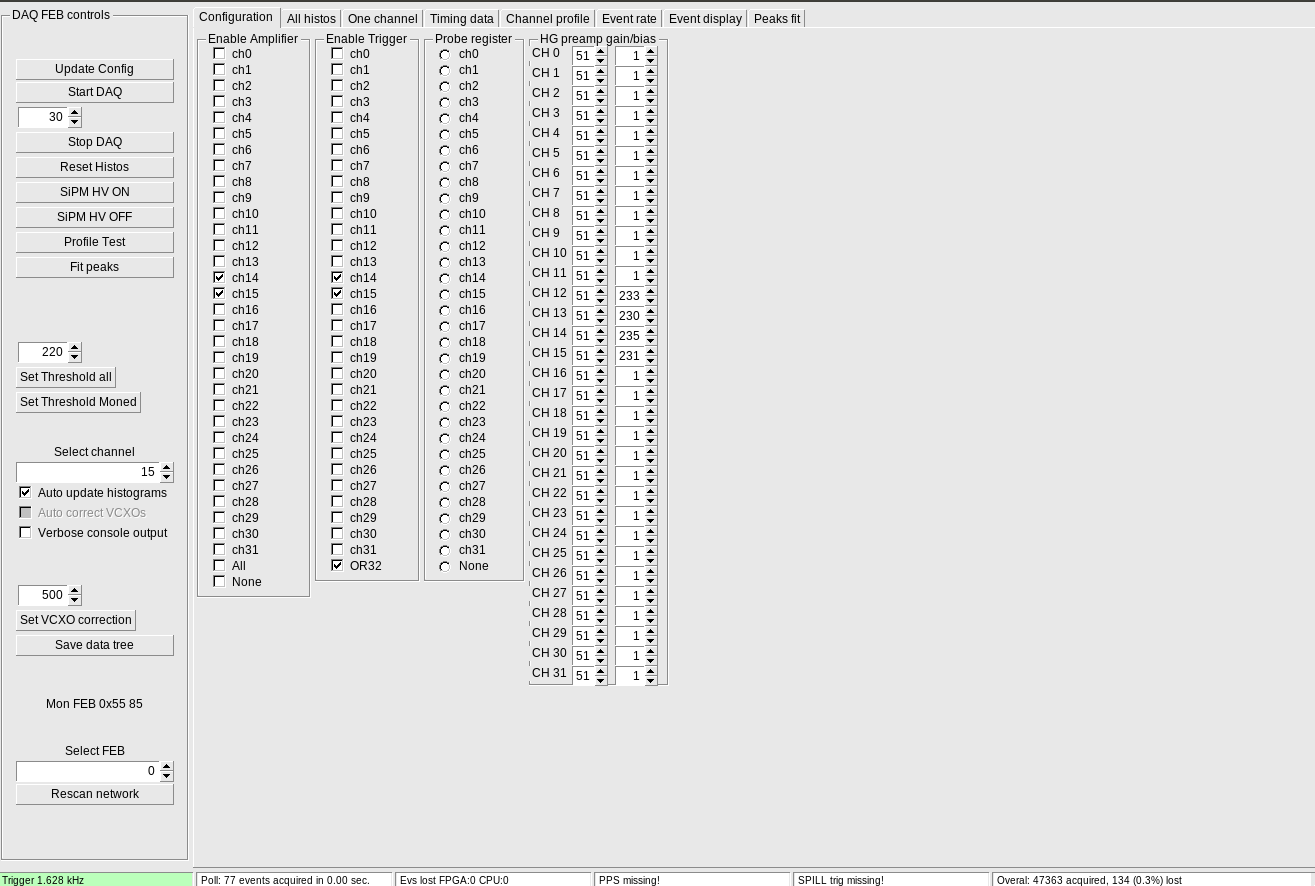 DAQ FEB controls
Update Config
Start DAQ
30
Stop DAQ
Reset Histos
SiPM HV ON
SiPM HV OFF
Profile Test
Fit peaks
220
Set Threshold all
Set Threshold Moned
Select channel
15
Auto update histograms
Auto correct VCXOs
Verbose console output
500
Set VCXO correction
Save data tree
Mon FEB 0x55 85
Select FEB
0
Rescan network
Configuration
All histos
One channel
Timing data
Channel profile
Event rate
Event display
Peaks fit
Enable Amplifier
ch0
ch1
ch2
ch3
ch4
ch5
ch6
ch7
ch8
ch9
ch10
ch11
ch12
ch13
ch14
ch15
ch16
ch17
ch18
ch19
ch20
ch21
ch22
ch23
ch24
ch25
ch26
ch27
ch28
ch29
ch30
ch31
All
None
Enable Trigger
ch0
ch1
ch2
ch3
ch4
ch5
ch6
ch7
ch8
ch9
ch10
ch11
ch12
ch13
ch14
ch15
ch16
ch17
ch18
ch19
ch20
ch21
ch22
ch23
ch24
ch25
ch26
ch27
ch28
ch29
ch30
ch31
OR32
Probe register
ch0
ch1
ch2
ch3
ch4
ch5
ch6
ch7
ch8
ch9
ch10
ch11
ch12
ch13
ch14
ch15
ch16
ch17
ch18
ch19
ch20
ch21
ch22
ch23
ch24
ch25
ch26
ch27
ch28
ch29
ch30
ch31
None
HG preamp gain/bias
CH 0 51 1
CH 1 51 1
CH 2 51 1
CH 3 51 1
CH 4 51 1
CH 5 51 1
CH 6 51 1
CH 7 51 1
CH 8 51 1
CH 9 51 1
CH 10 51 1
CH 11 51 1
CH 12 51 233
CH 13 51 230
CH 14 51 235
CH 15 51 231
CH 16 51 1
CH 17 51 1
CH 18 51 1
CH 19 51 1
CH 20 51 1
CH 21 51 1
CH 22 51 1
CH 23 51 1
CH 24 51 1
CH 25 51 1
CH 26 51 1
CH 27 51 1
CH 28 51 1
CH 29 51 1
CH 30 51 1
CH 31 51 1
Trigger 1.628 kHz
Poll: 77 events acquired in 0.00 sec.
Evs lost FPGA:0 CPU:0
PPS missing!
SPILL trig missing!
Overal: 47363 acquired, 134 (0.3%) lost